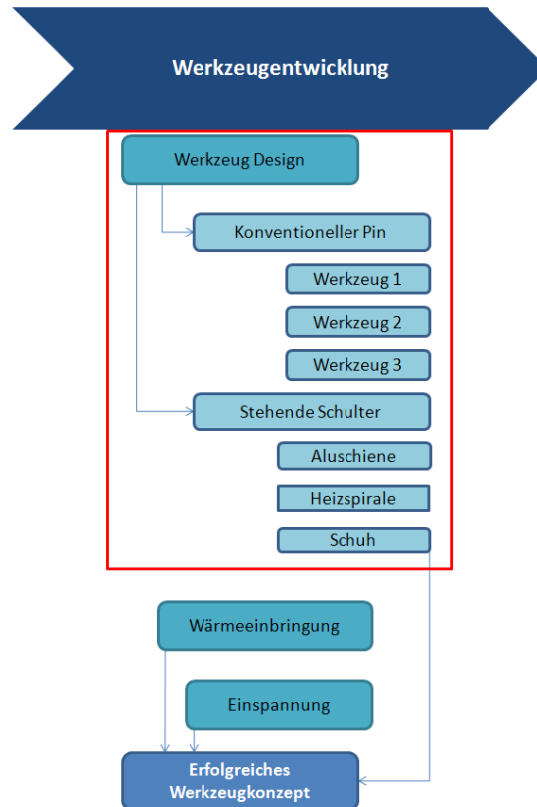 Werkzeugentwicklung
Werkzeug Design
Konventioneller Pin
Werkzeug 1
Werkzeug 2
Werkzeug 3
Stehende Schulter
Aluschiene
Heizspirale
Schuh
Wärmeeinbringung
Einspannung
Erfolgreiches
Werkzeugkonzept